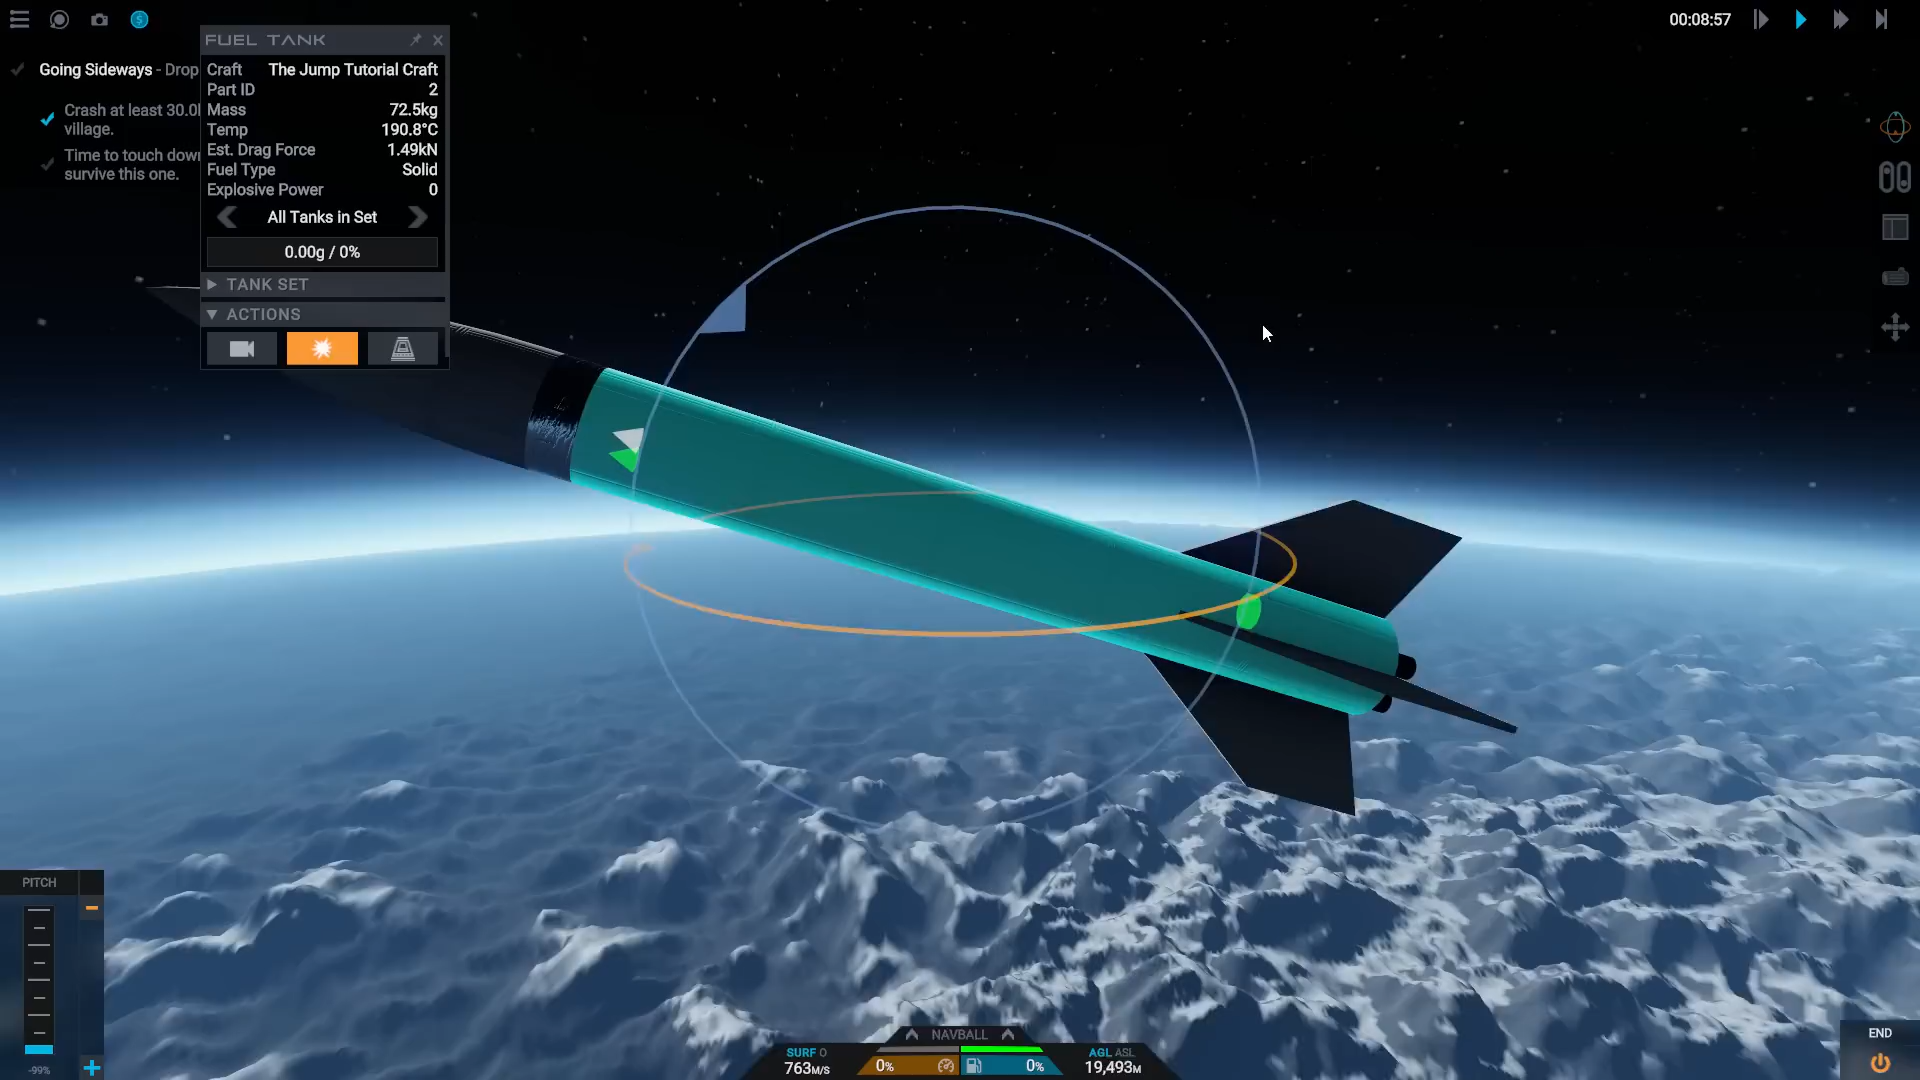 00:08:57
FUEL TANK
Going Sideways - Drop
Craft The Jump Tutorial Craft
Part ID 2
Crash at least 30.0
village.
Mass 72.5kg
Temp 190.8°C
Time to touch dow
survive this one.
Est. Drag Force 1.49kN
Fuel Type Solid
Explosive Power 0
All Tanks in Set
0.00g / 0%
TANK SET
ACTIONS
PITCH
-99%
NAVBALL
SURF O
763M/S
0%
0%
AGL ASL
19,493M
END